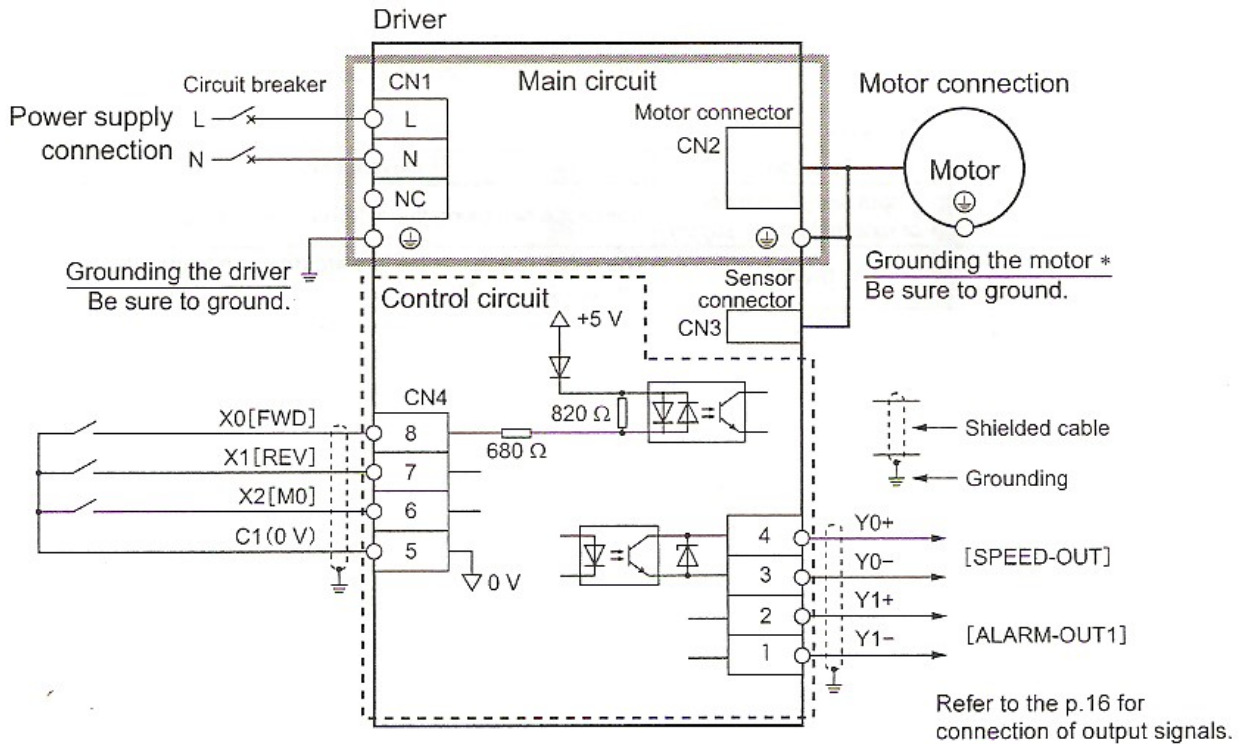 Driver
Main circuit
Circuit breaker
CN1
Power supply
connection
L
N
L
N
NC
Motor connector
CN2
Motor connection
Motor
Grounding the driver
Be sure to ground.
Grounding the motor *
Be sure to ground.
Sensor
connector
CN3
Control circuit
+5 V
820 Ω
680 Ω
CN4
X0[FWD]
8
X1[REV]
7
X2[M0]
6
C1(0 V)
5
0 V
Shielded cable
Grounding
4
Y0+
3
Y0−
[SPEED-OUT]
2
Y1+
1
Y1−
[ALARM-OUT1]
Refer to the p.16 for
connection of output signals.